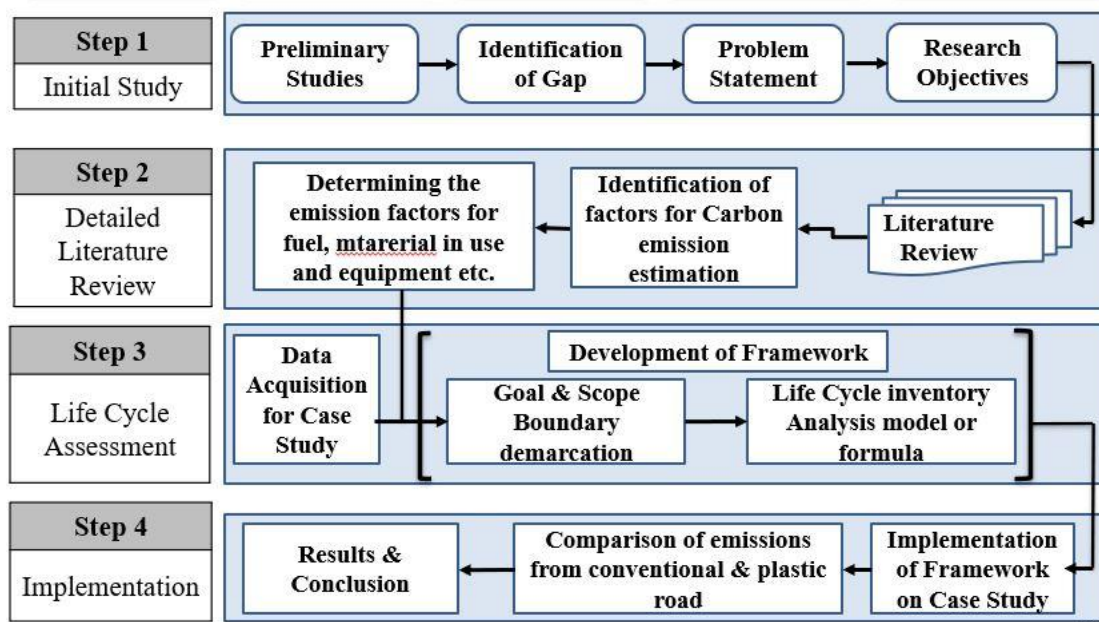 Step 1
Initial Study
Preliminary
Studies
Identification
of Gap
Problem
Statement
Research
Objectives
Step 2
Detailed
Literature
Review
Determining the
emission factors for
fuel, mtarerial in use
and equipment etc.
Identification of
factors for Carbon
emission
estimation
Literature
Review
Step 3
Life Cycle
Assessment
Data
Acquisition
for Case
Study
Development of Framework
Goal & Scope
Boundary
demarcation
Life Cycle inventory
Analysis model or
formula
Step 4
Implementation
Results &
Conclusion
Comparison of emissions
from conventional & plastic
road
Implementation
of Framework
on Case Study